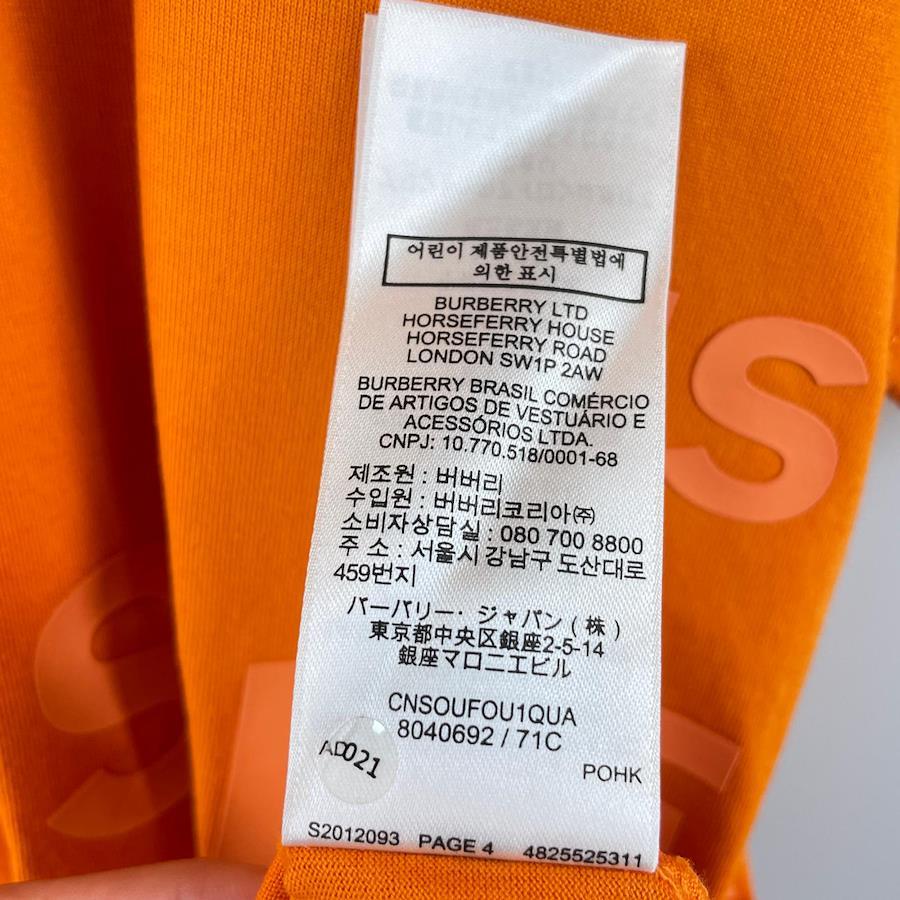 어린이 제품안전특별법에
의한 표시
BURBERRY LTD
HORSEFERRY HOUSE
HORSEFERRY ROAD
LONDON SW1P 2AW
BURBERRY BRASIL COMÉRCIO
DE ARTIGOS DE VESTUÁRIO E
ACESSÓRIOS LTDA.
CNPJ: 10.770.518/0001-68
제조원 : 버버리
수입원 : 버버리코리아㈜
소비자상담실 : 080 700 8800
주 소 : 서울시 강남구 도산대로
459번지
バーバリー・ジャパン(株)
東京都中央区銀座2-5-14
銀座マロニエビル
CNSOUFOU1QUA
8040692 / 71C
AD021
POHK
S2012093 PAGE 4 4825525311
S